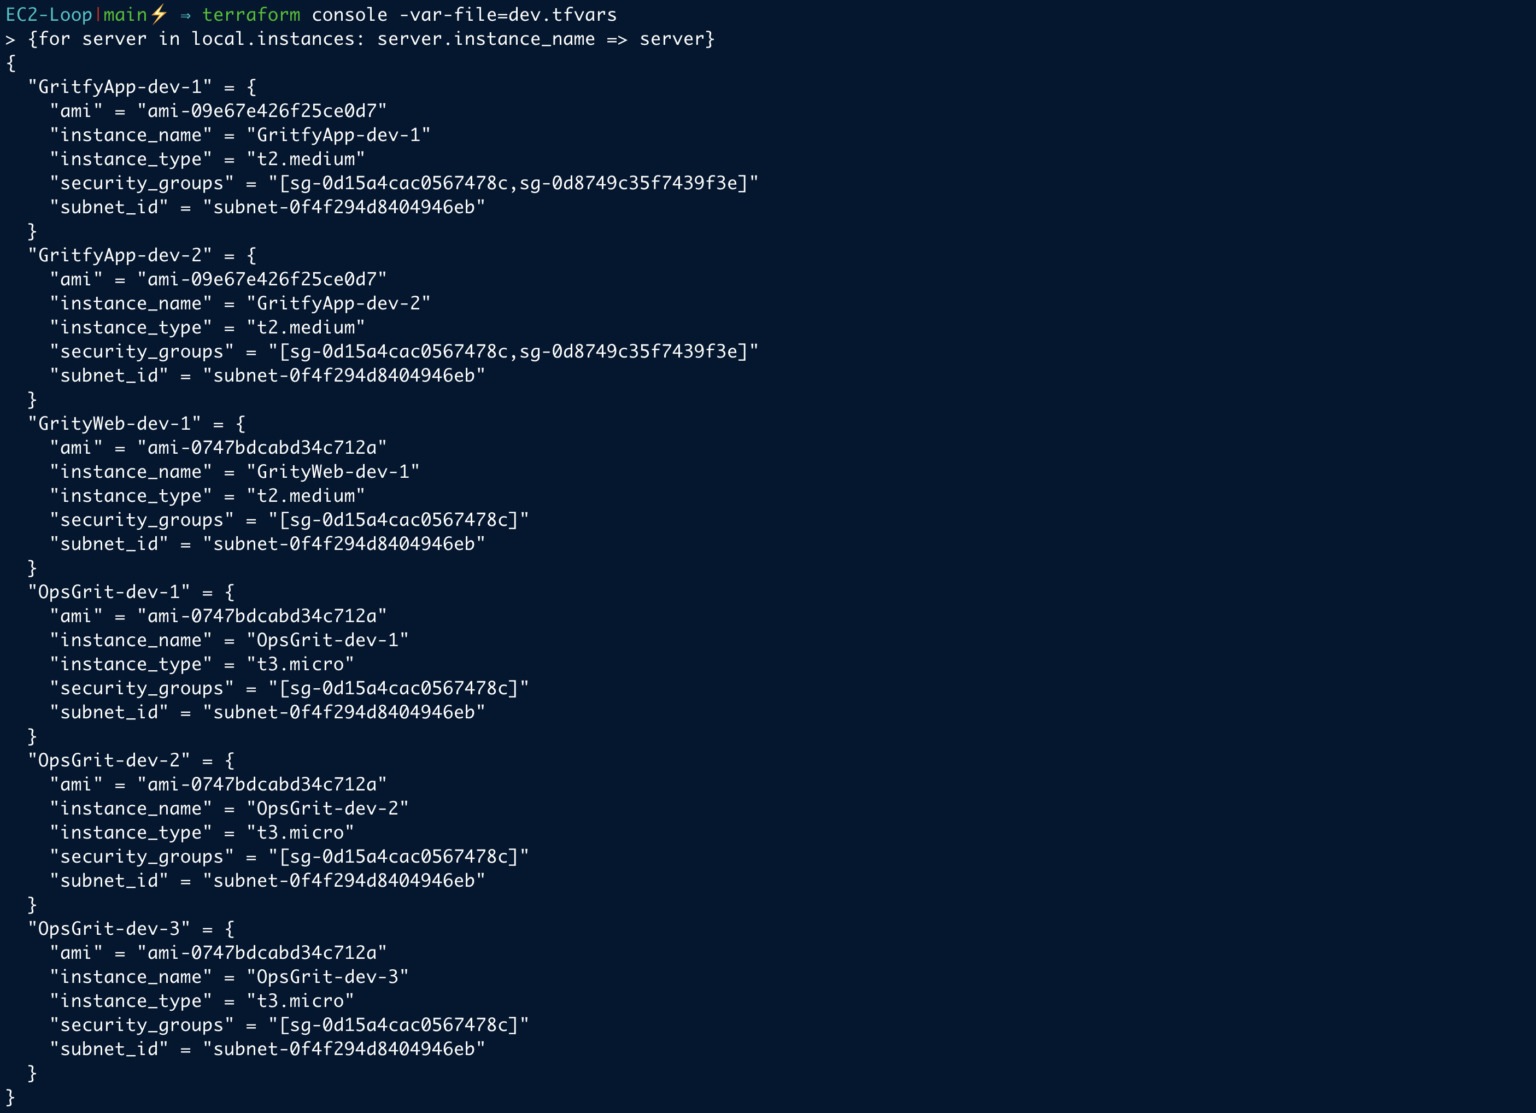 EC2-Loop|main⚡ ⇒ terraform console -var-file=dev.tfvars
> {for server in local.instances: server.instance_name => server}
{
  "GritfyApp-dev-1" = {
    "ami" = "ami-09e67e426f25ce0d7"
    "instance_name" = "GritfyApp-dev-1"
    "instance_type" = "t2.medium"
    "security_groups" = "[sg-0d15a4cac0567478c,sg-0d8749c35f7439f3e]"
    "subnet_id" = "subnet-0f4f294d8404946eb"
  }
  "GritfyApp-dev-2" = {
    "ami" = "ami-09e67e426f25ce0d7"
    "instance_name" = "GritfyApp-dev-2"
    "instance_type" = "t2.medium"
    "security_groups" = "[sg-0d15a4cac0567478c,sg-0d8749c35f7439f3e]"
    "subnet_id" = "subnet-0f4f294d8404946eb"
  }
  "GrityWeb-dev-1" = {
    "ami" = "ami-0747bdcabd34c712a"
    "instance_name" = "GrityWeb-dev-1"
    "instance_type" = "t2.medium"
    "security_groups" = "[sg-0d15a4cac0567478c]"
    "subnet_id" = "subnet-0f4f294d8404946eb"
  }
  "OpsGrit-dev-1" = {
    "ami" = "ami-0747bdcabd34c712a"
    "instance_name" = "OpsGrit-dev-1"
    "instance_type" = "t3.micro"
    "security_groups" = "[sg-0d15a4cac0567478c]"
    "subnet_id" = "subnet-0f4f294d8404946eb"
  }
  "OpsGrit-dev-2" = {
    "ami" = "ami-0747bdcabd34c712a"
    "instance_name" = "OpsGrit-dev-2"
    "instance_type" = "t3.micro"
    "security_groups" = "[sg-0d15a4cac0567478c]"
    "subnet_id" = "subnet-0f4f294d8404946eb"
  }
  "OpsGrit-dev-3" = {
    "ami" = "ami-0747bdcabd34c712a"
    "instance_name" = "OpsGrit-dev-3"
    "instance_type" = "t3.micro"
    "security_groups" = "[sg-0d15a4cac0567478c]"
    "subnet_id" = "subnet-0f4f294d8404946eb"
  }
}